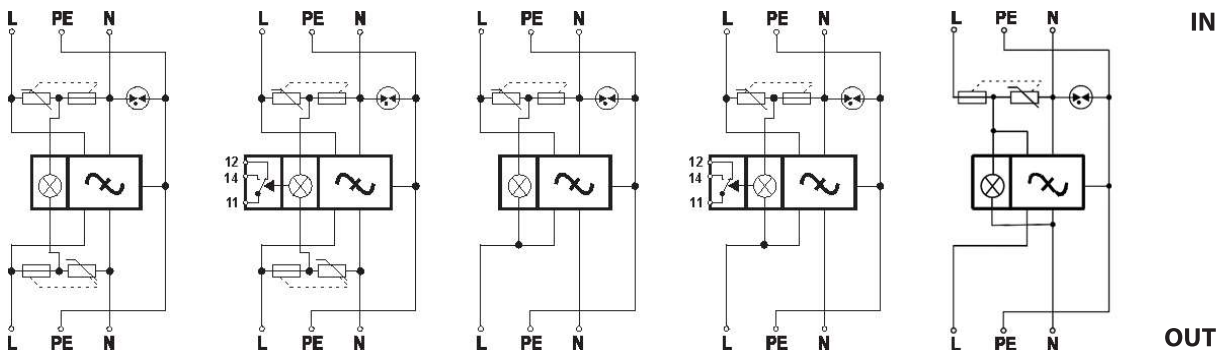 L PE N L PE N L PE N L PE N L PE N IN
12 12
14 14
11 11
L PE N L PE N L PE N L PE N L PE N OUT